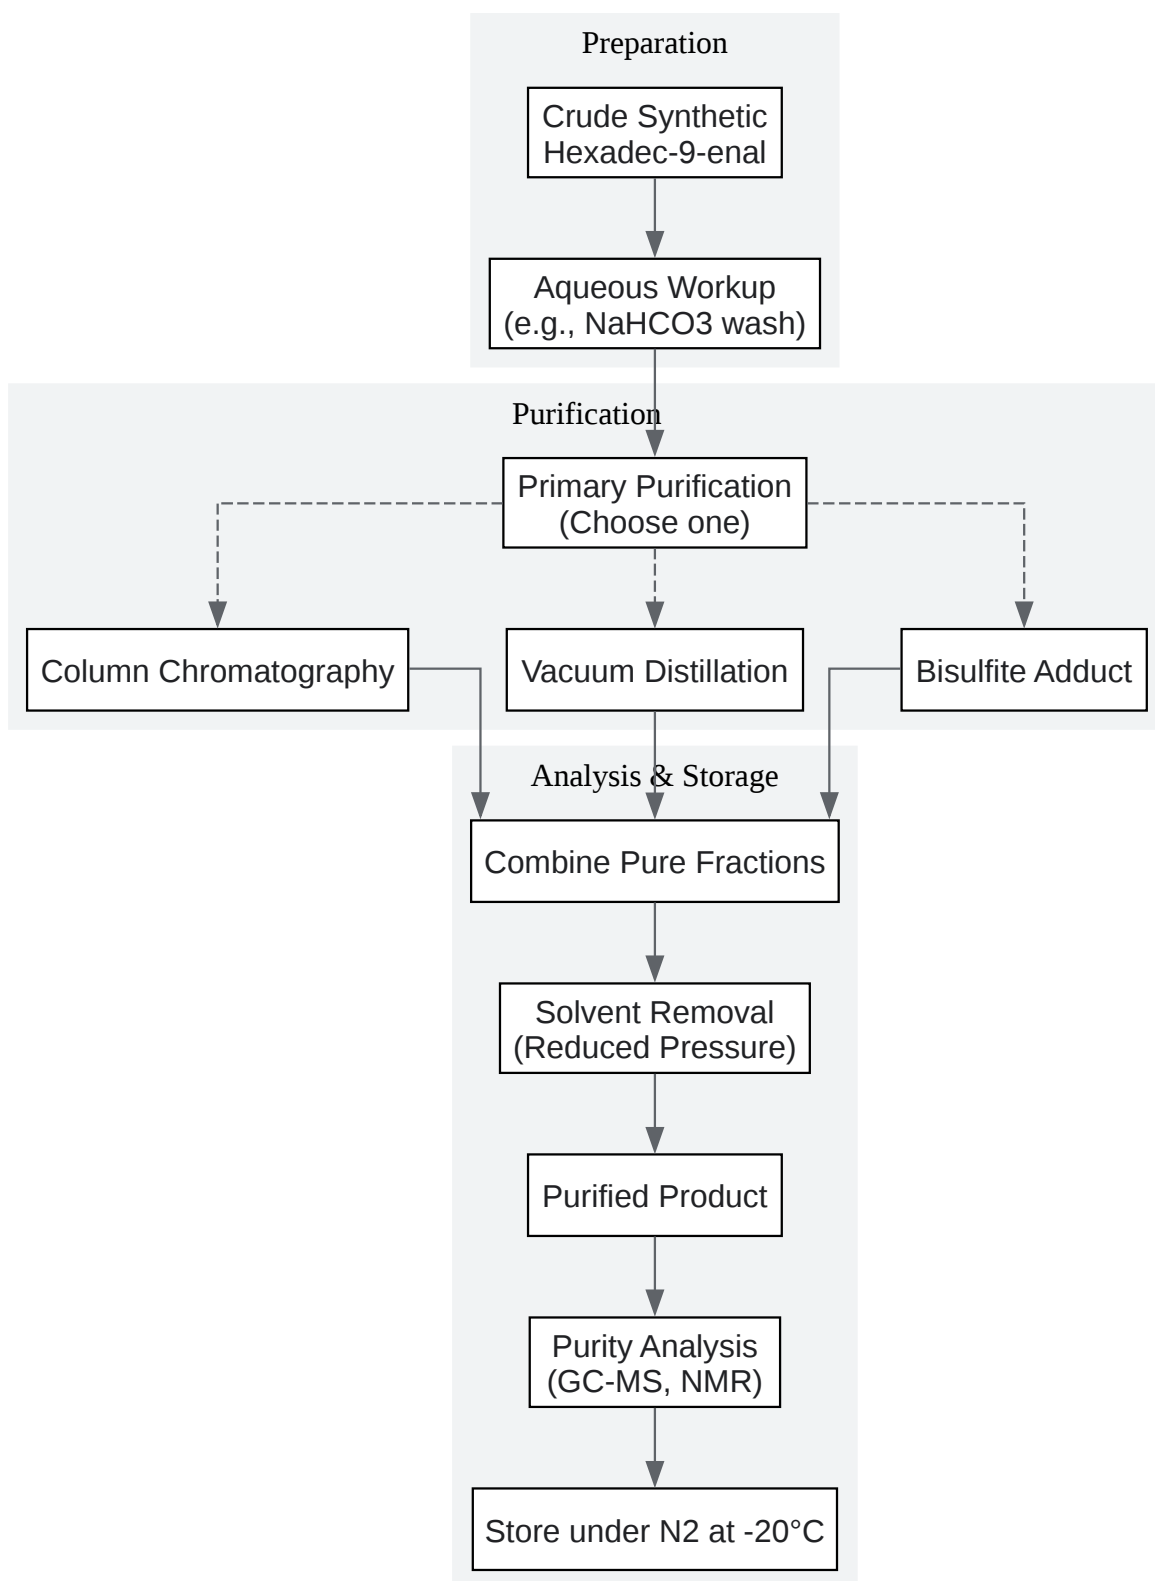 Preparation
Crude Synthetic
Hexadec-9-enal
Aqueous Workup
(e.g., NaHCO3 wash)
Purification
Primary Purification
(Choose one)
Column Chromatography
Vacuum Distillation
Bisulfite Adduct
Analysis & Storage
Combine Pure Fractions
Solvent Removal
(Reduced Pressure)
Purified Product
Purity Analysis
(GC-MS, NMR)
Store under N2 at -20°C